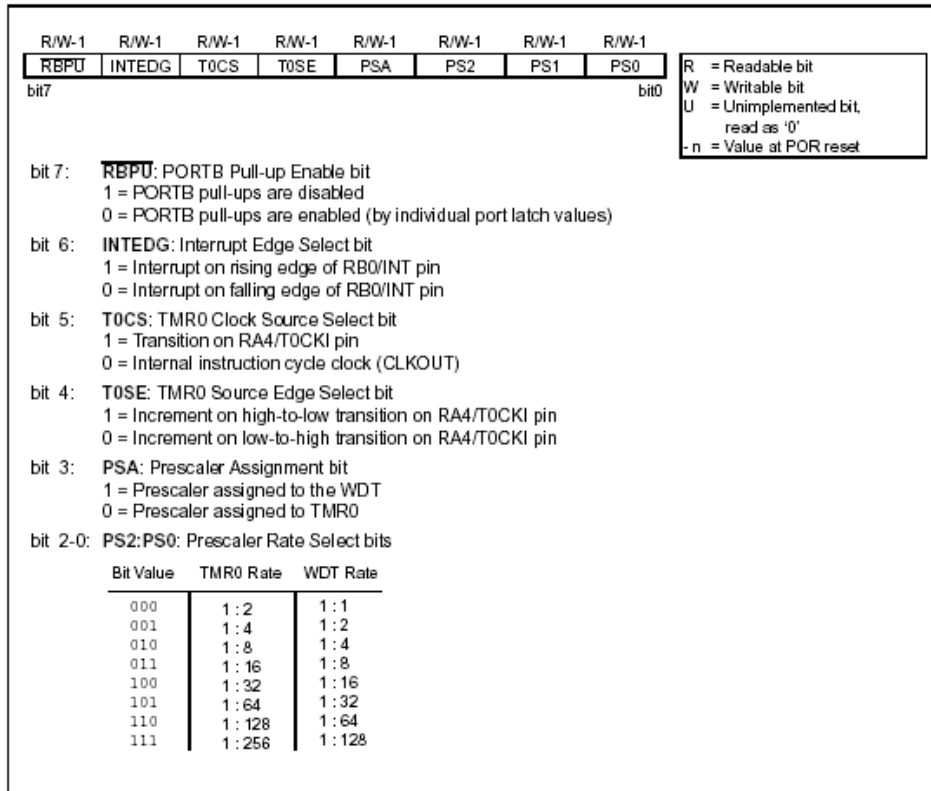 R/W-1 R/W-1 R/W-1 R/W-1 R/W-1 R/W-1 R/W-1 R/W-1
RBPU INTEDG T0CS T0SE PSA PS2 PS1 PS0
bit7 bit0
R = Readable bit
W = Writable bit
U = Unimplemented bit,
read as ‘0’
- n = Value at POR reset
bit 7: RBPU: PORTB Pull-up Enable bit
1 = PORTB pull-ups are disabled
0 = PORTB pull-ups are enabled (by individual port latch values)
bit 6: INTEDG: Interrupt Edge Select bit
1 = Interrupt on rising edge of RB0/INT pin
0 = Interrupt on falling edge of RB0/INT pin
bit 5: T0CS: TMR0 Clock Source Select bit
1 = Transition on RA4/T0CKI pin
0 = Internal instruction cycle clock (CLKOUT)
bit 4: T0SE: TMR0 Source Edge Select bit
1 = Increment on high-to-low transition on RA4/T0CKI pin
0 = Increment on low-to-high transition on RA4/T0CKI pin
bit 3: PSA: Prescaler Assignment bit
1 = Prescaler assigned to the WDT
0 = Prescaler assigned to TMR0
bit 2-0: PS2:PS0: Prescaler Rate Select bits
Bit Value TMR0 Rate WDT Rate
000 1 : 2 1 : 1
001 1 : 4 1 : 2
010 1 : 8 1 : 4
011 1 : 16 1 : 8
100 1 : 32 1 : 16
101 1 : 64 1 : 32
110 1 : 128 1 : 64
111 1 : 256 1 : 128